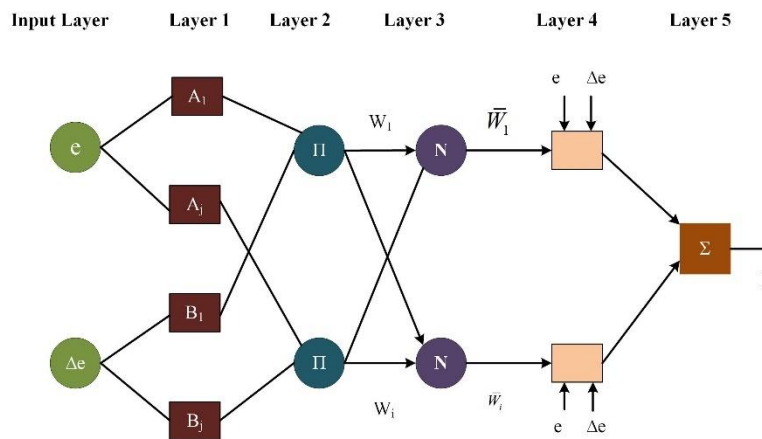 Input Layer Layer 1 Layer 2 Layer 3 Layer 4 Layer 5
e Δe
A₁
W₁ W̅₁
e Π N
Aⱼ
Σ
B₁
Δe Π N
Wᵢ W̅ᵢ
Bⱼ
e Δe